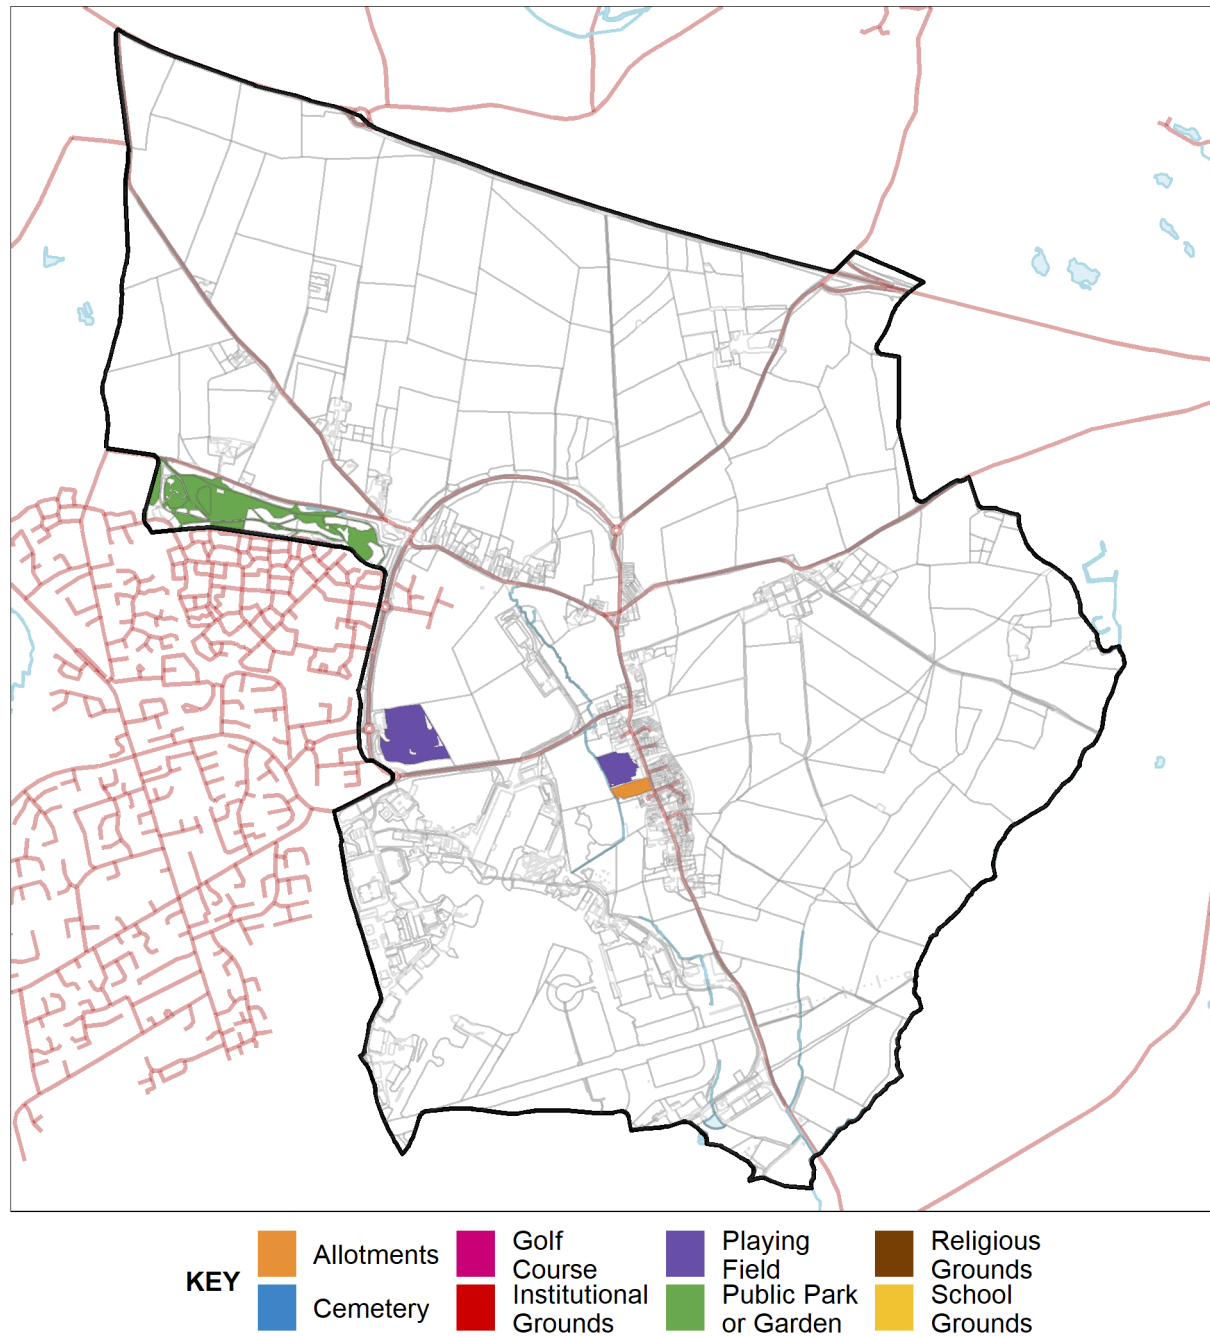 KEY
Allotments
Cemetery
Golf
Course
Institutional
Grounds
Playing
Field
Public Park
or Garden
Religious
Grounds
School
Grounds